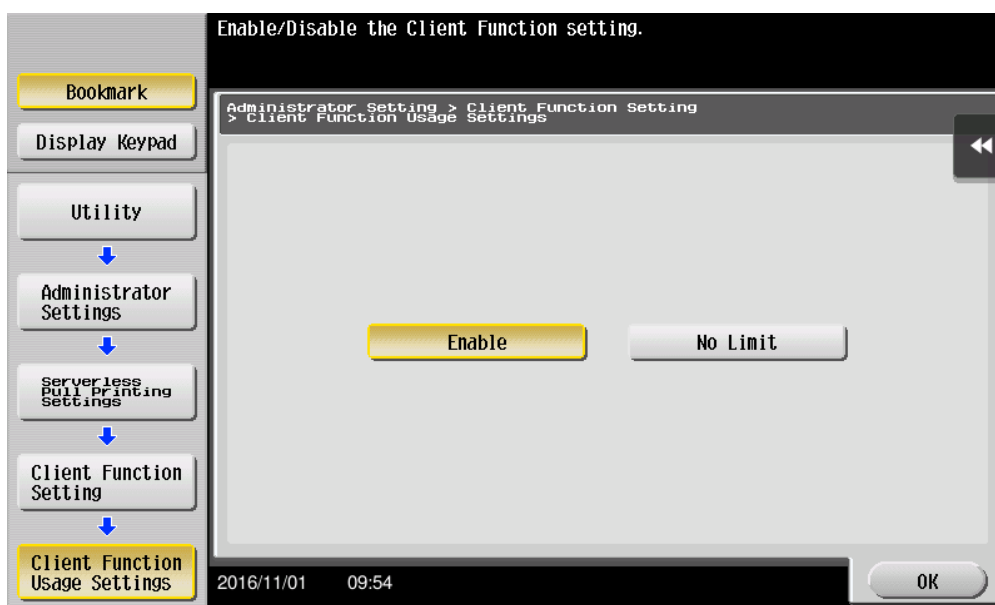 Enable/Disable the Client Function setting.
Bookmark
Display Keypad
Utility
Administrator
Settings
Serverless
Pull Printing
Settings
Client Function
Setting
Client Function
Usage Settings
Administrator Setting > Client Function Setting
> Client Function Usage Settings
Enable
No Limit
2016/11/01 09:54
OK